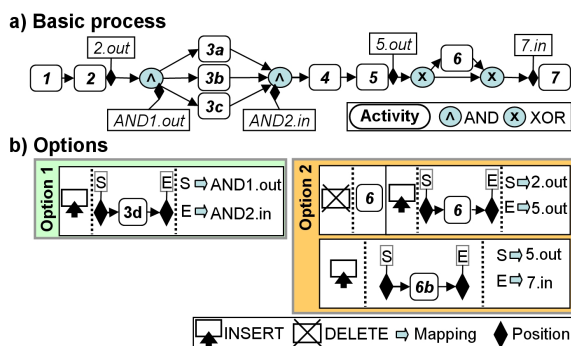 a) Basic process
2.out
5.out
7.in
3a
1 2 ^ 3b ^ 4 5 x 6 x 7
3c
AND1.out
AND2.in
Activity ^ AND x XOR
b) Options
Option 1
S E
3d
S ⇨ AND1.out
E ⇨ AND2.in
Option 2
6
S E
6
S ⇨ 2.out
E ⇨ 5.out
S E
6b
S ⇨ 5.out
E ⇨ 7.in
INSERT DELETE ⇨ Mapping Position